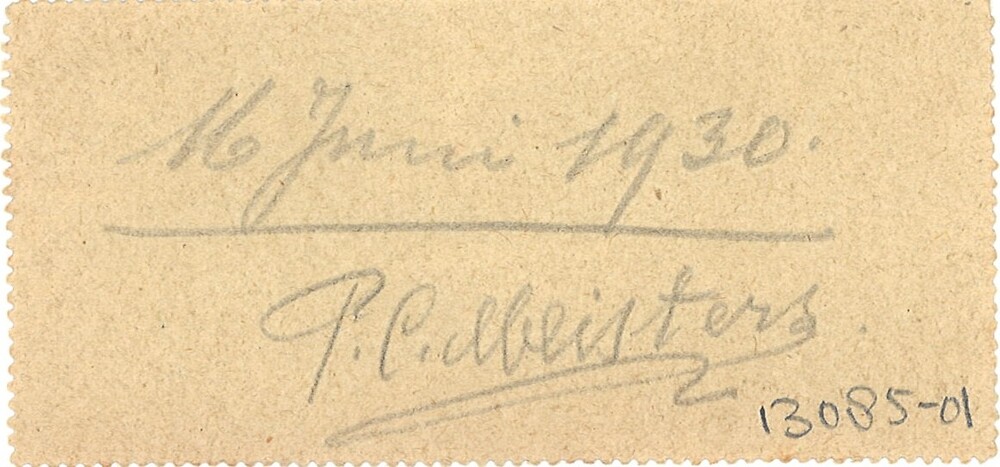 16 Juni 1930.
P. C. Meisters.
13085-01